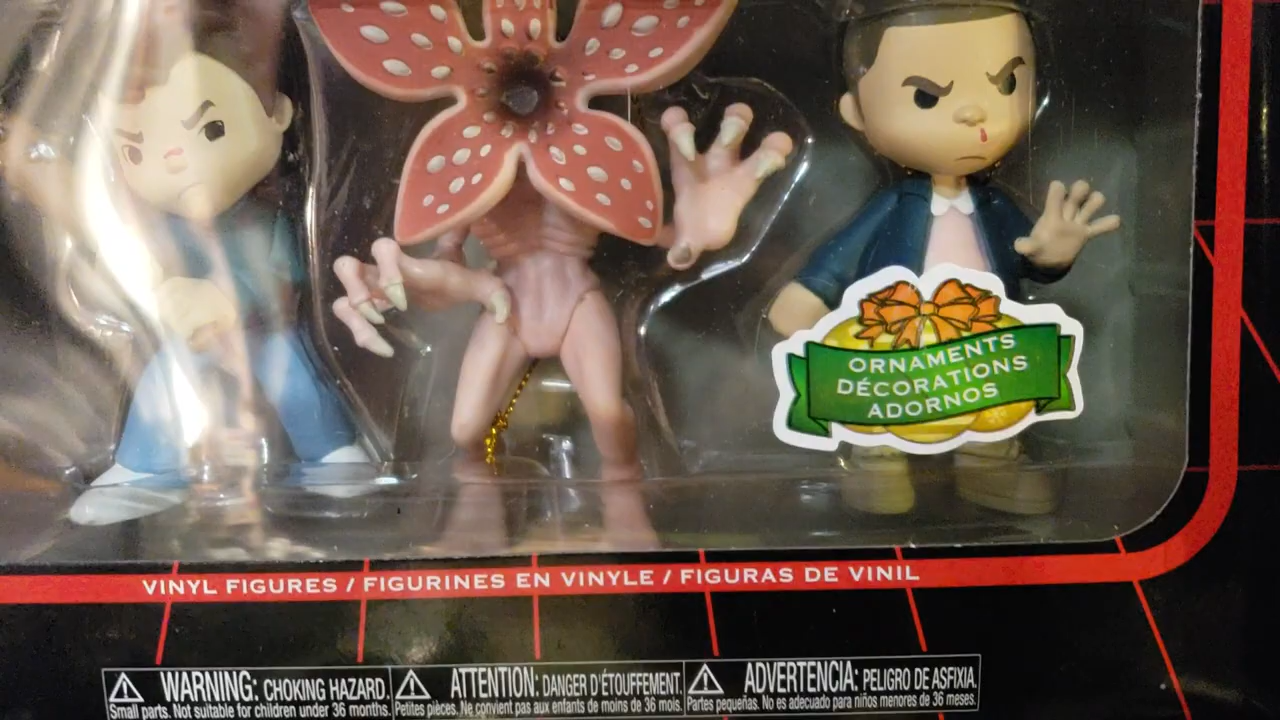 ORNAMENTS
DÉCORATIONS
ADORNOS
VINYL FIGURES / FIGURINES EN VINYLE / FIGURAS DE VINIL
WARNING: CHOKING HAZARD.
Small parts. Not suitable for children under 36 months.
ATTENTION: DANGER D'ÉTOUFFEMENT.
Petites pièces. Ne convient pas aux enfants de moins de 36 mois.
ADVERTENCIA: PELIGRO DE ASFIXIA.
Partes pequeñas. No es adecuado para niños menores de 36 meses.